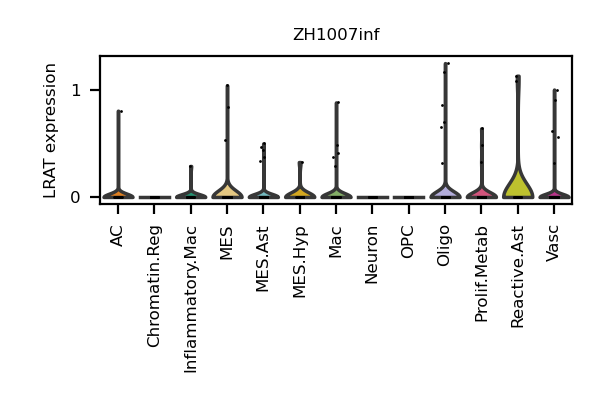 ZH1007inf
LRAT expression
1
0
AC
Chromatin.Reg
Inflammatory.Mac
MES
MES.Ast
MES.Hyp
Mac
Neuron
OPC
Oligo
Prolif.Metab
Reactive.Ast
Vasc